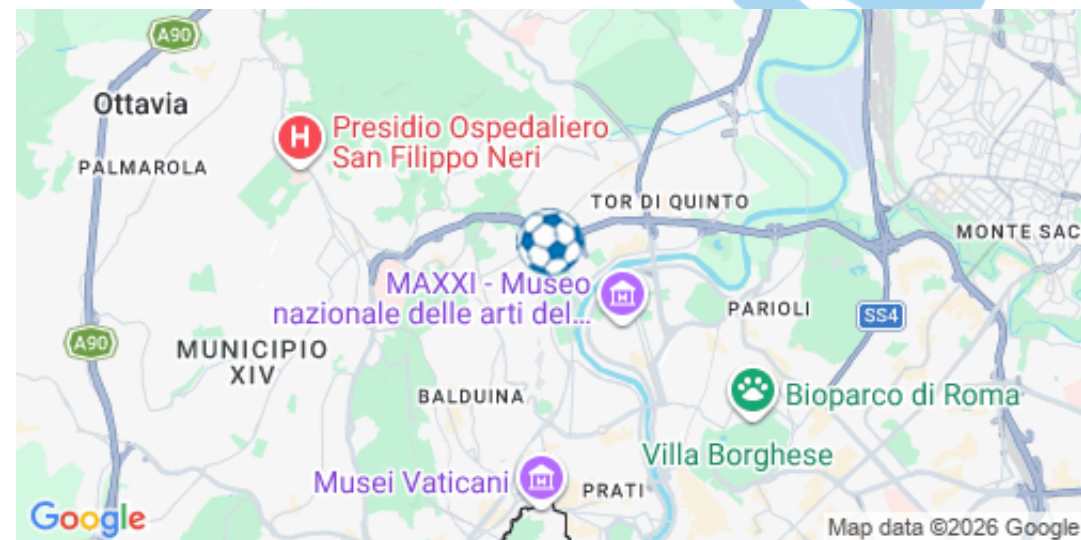 A90
Ottavia
H
Presidio Ospedaliero
San Filippo Neri
PALMAROLA
TOR DI QUINTO
MONTE SAC
MAXXI - Museo
nazionale delle arti del...
PARIOLI
SS4
A90
MUNICIPIO
XIV
BALDUINA
Bioparco di Roma
Villa Borghese
Musei Vaticani
PRATI
Google
Map data ©2026 Google